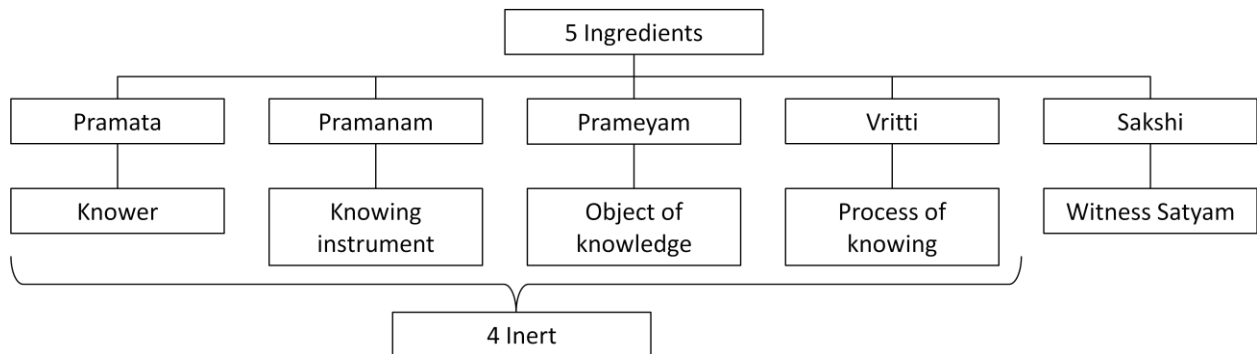 5 Ingredients
Pramata
Pramanam
Prameyam
Vritti
Sakshi
Knower
Knowing
instrument
Object of
knowledge
Process of
knowing
Witness Satyam
4 Inert